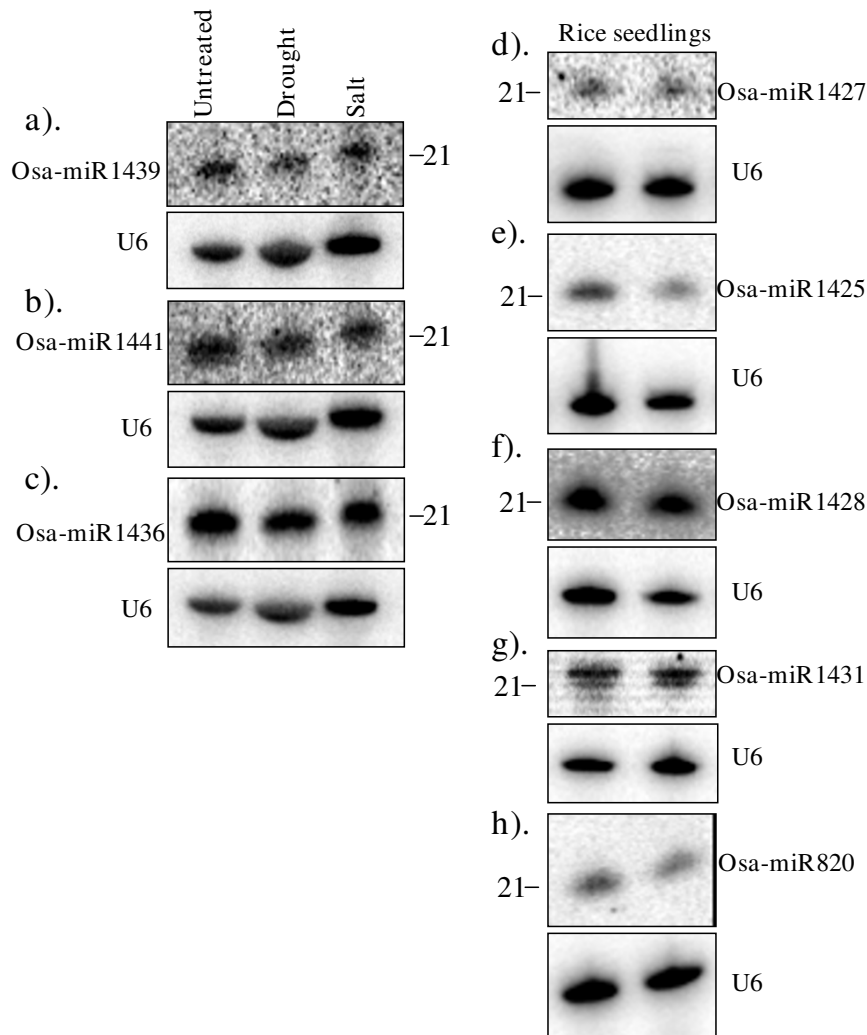 Untreated
Drought
Salt
a).
Osa-miR1439
–21
U6
b).
Osa-miR1441
–21
U6
c).
Osa-miR1436
–21
U6
Rice seedlings
d).
21–
Osa-miR1427
U6
e).
21–
Osa-miR1425
U6
f).
21–
Osa-miR1428
U6
g).
21–
Osa-miR1431
U6
h).
21–
Osa-miR820
U6